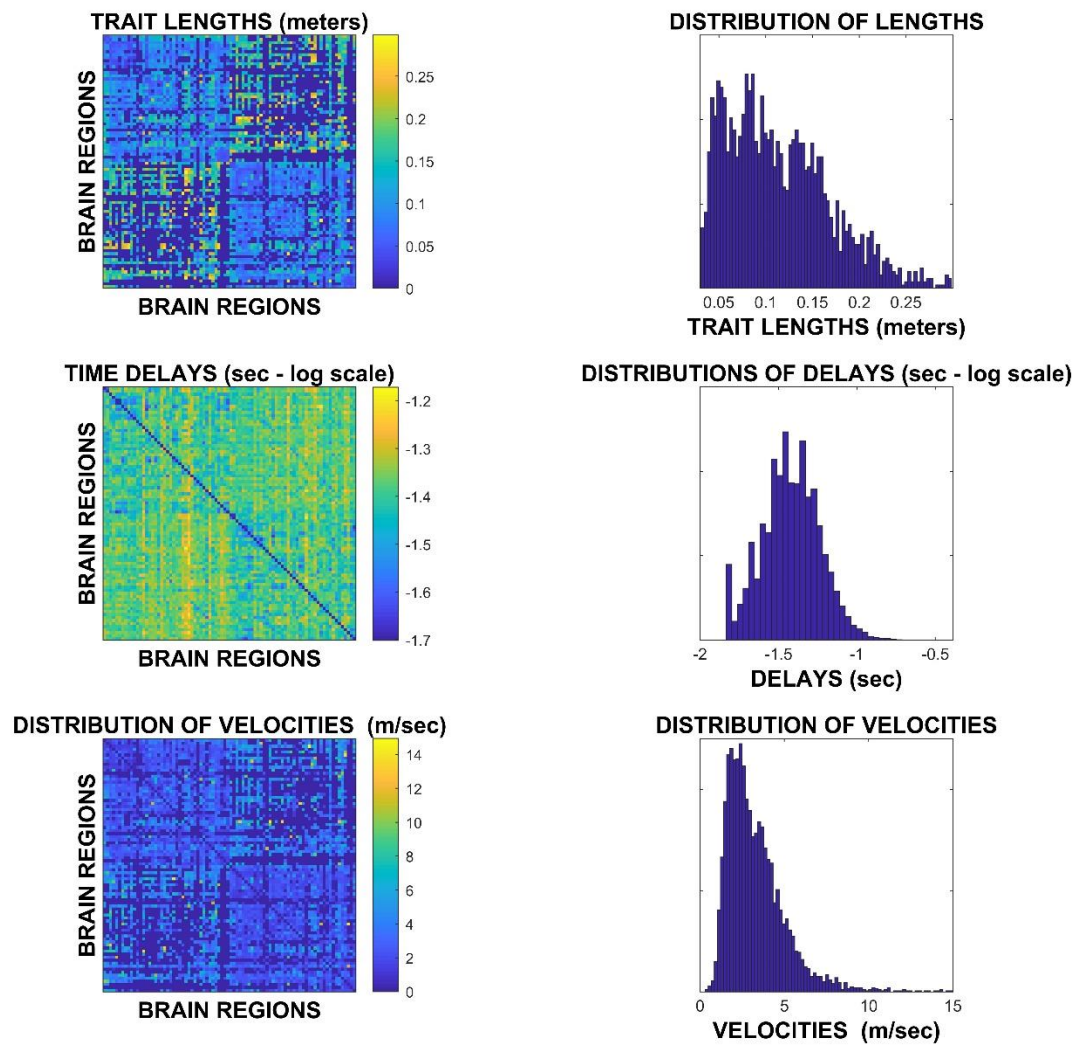 TRAIT LENGTHS (meters)
BRAIN REGIONS
0.25
0.2
0.15
0.1
0.05
0
BRAIN REGIONS
DISTRIBUTION OF LENGTHS
0.05 0.1 0.15 0.2 0.25
TRAIT LENGTHS (meters)
TIME DELAYS (sec - log scale)
BRAIN REGIONS
-1.2
-1.3
-1.4
-1.5
-1.6
-1.7
BRAIN REGIONS
DISTRIBUTIONS OF DELAYS (sec - log scale)
-2 -1.5 -1 -0.5
DELAYS (sec)
DISTRIBUTION OF VELOCITIES (m/sec)
BRAIN REGIONS
14
12
10
8
6
4
2
0
BRAIN REGIONS
DISTRIBUTION OF VELOCITIES
0 5 10 15
VELOCITIES (m/sec)